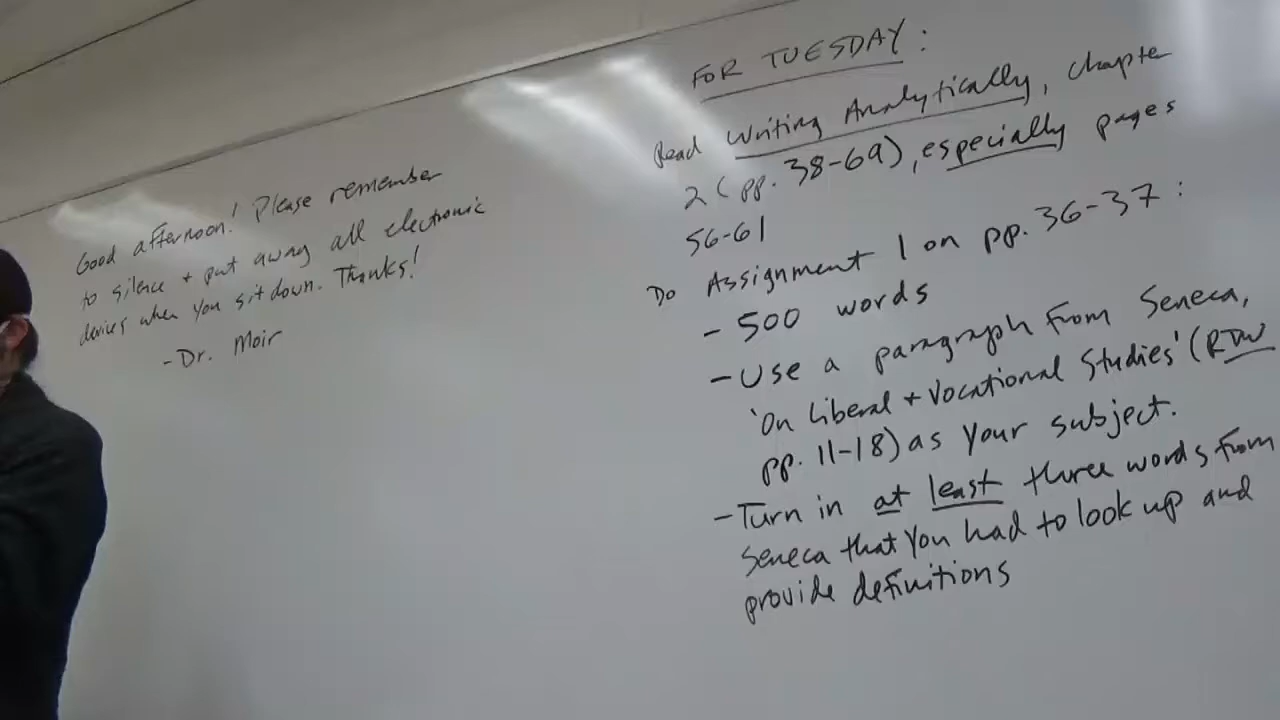 Good afternoon! Please remember
to silence + put away all electronic
devices when you sit down. Thanks!
-Dr. Moir
FOR TUESDAY:
Read Writing Analytically, chapter
2 (pp. 38-69), especially pages
56-61
Do Assignment 1 on pp. 36-37:
- 500 words
- Use a paragraph from Seneca,
'On Liberal + Vocational Studies' (RTW
pp. 11-18) as your subject.
- Turn in at least three words from
Seneca that you had to look up and
provide definitions